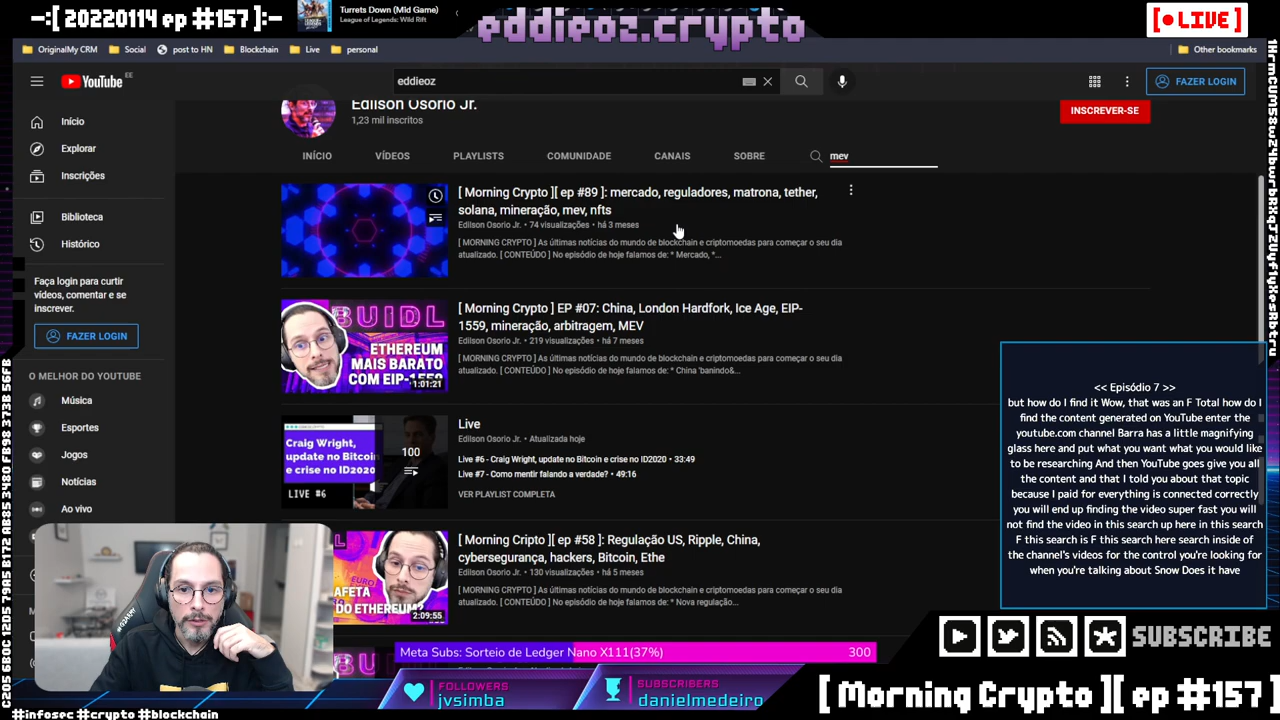 -:[ 20220114 ep #157]:-
Turrets Down (Mid Game)
League of Legends: Wild Rift
eddieoz.crypto
[ • LIVE ]
OriginalMy CRM
Social
post to HN
Blockchain
Live
personal
Other bookmarks
YouTube EE
eddieoz
FAZER LOGIN
Início
Explorar
Inscrições
Biblioteca
Histórico
Faça login para curtir
vídeos, comentar e se
inscrever.
FAZER LOGIN
O MELHOR DO YOUTUBE
Música
Esportes
Jogos
Notícias
Ao vivo
Edilson Osorio Jr.
1,23 mil inscritos
INSCREVER-SE
INÍCIO
VÍDEOS
PLAYLISTS
COMUNIDADE
CANAIS
SOBRE
mev
[ Morning Crypto ][ ep #89 ]: mercado, reguladores, matrona, tether,
solana, mineração, mev, nfts
Edilson Osorio Jr. • 74 visualizações • há 3 meses
[ MORNING CRYPTO ] As últimas notícias do mundo de blockchain e criptomoedas para começar o seu dia
atualizado. [ CONTEÚDO ] No episódio de hoje falamos de: * Mercado, *...
BUIDL
ETHEREUM
MAIS BARATO
COM EIP-1559
1:01:21
[ Morning Crypto ] EP #07: China, London Hardfork, Ice Age, EIP-
1559, mineração, arbitragem, MEV
Edilson Osorio Jr. • 219 visualizações • há 7 meses
[ MORNING CRYPTO ] As últimas notícias do mundo de blockchain e criptomoedas para começar o seu dia
atualizado. [ CONTEÚDO ] No episódio de hoje falamos de: * China 'banindo&...
Craig Wright,
update no Bitcoin
e crise no ID2020
LIVE #6
100
Live
Edilson Osorio Jr. • Atualizada hoje
Live #6 - Craig Wright, update no Bitcoin e crise no ID2020 • 33:49
Live #7 - Como mentir falando a verdade? • 49:16
VER PLAYLIST COMPLETA
EURO
AFETA
DO ETHEREUM?
2:09:55
[ Morning Cripto ][ ep #58 ]: Regulação US, Ripple, China,
cybersegurança, hackers, Bitcoin, Ethe
Edilson Osorio Jr. • 130 visualizações • há 5 meses
[ MORNING CRYPTO ] As últimas notícias do mundo de blockchain e criptomoedas para começar o seu dia
atualizado. [ CONTEÚDO ] No episódio de hoje falamos de: * Nova regulação...
<< Episódio 7 >>
but how do I find it Wow, that was an F Total how do I
find the content generated on YouTube enter the
youtube.com channel Barra has a little magnifying
glass here and put what you want what you would like
to be researching And then YouTube goes give you all
the content and that I told you about that topic
because I paid for everything is connected correctly
you will end up finding the video super fast you will
not find the video in this search up here in this search
F this search is F this search here search inside of
the channel's videos for the control you're looking for
when you're talking about Snow Does it have
Meta Subs: Sorteio de Ledger Nano X111(37%)
300
FOLLOWERS
jvsimba
SUBSCRIBERS
danielmedeiro
SUBSCRIBE
[ Morning Crypto ][ ep #157 ]
#infosec #crypto #blockchain